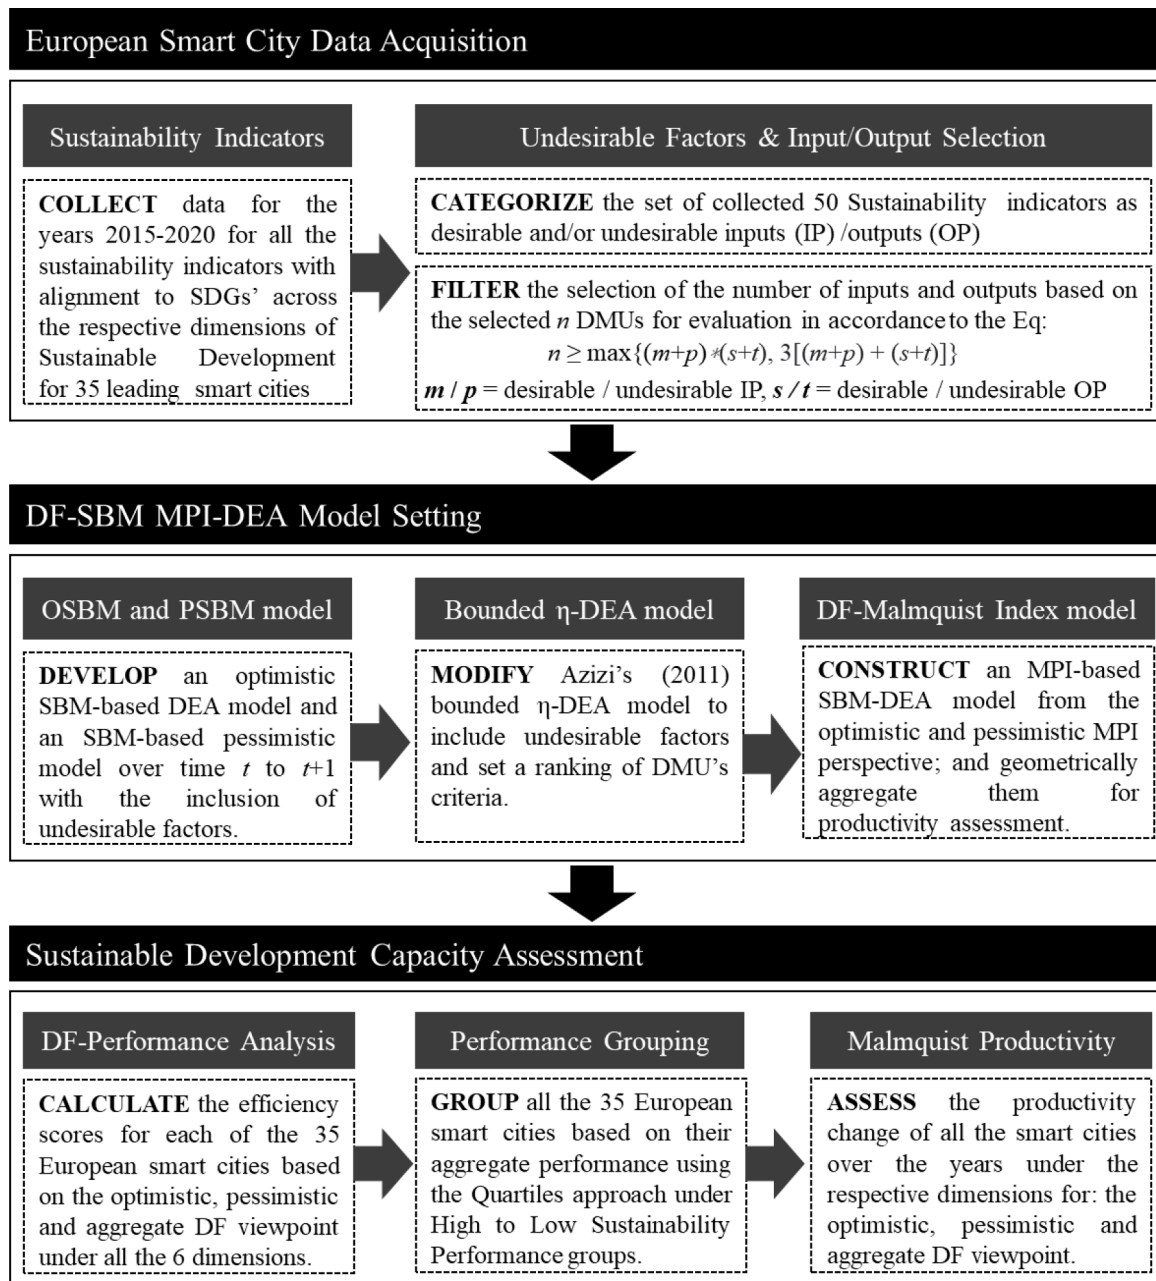 European Smart City Data Acquisition
Sustainability Indicators
COLLECT data for the
years 2015-2020 for all the
sustainability indicators with
alignment to SDGs' across
the respective dimensions of
Sustainable Development
for 35 leading smart cities
Undesirable Factors & Input/Output Selection
CATEGORIZE the set of collected 50 Sustainability indicators as
desirable and/or undesirable inputs (IP) /outputs (OP)
FILTER the selection of the number of inputs and outputs based on
the selected n DMUs for evaluation in accordance to the Eq:
n ≥ max{(m+p)*(s+t), 3[(m+p) + (s+t)]}
m / p = desirable / undesirable IP, s / t = desirable / undesirable OP
DF-SBM MPI-DEA Model Setting
OSBM and PSBM model
DEVELOP an optimistic
SBM-based DEA model and
an SBM-based pessimistic
model over time t to t+1
with the inclusion of
undesirable factors.
Bounded η-DEA model
MODIFY Azizi's (2011)
bounded η-DEA model to
include undesirable factors
and set a ranking of DMU's
criteria.
DF-Malmquist Index model
CONSTRUCT an MPI-based
SBM-DEA model from the
optimistic and pessimistic MPI
perspective; and geometrically
aggregate them for
productivity assessment.
Sustainable Development Capacity Assessment
DF-Performance Analysis
CALCULATE the efficiency
scores for each of the 35
European smart cities based
on the optimistic, pessimistic
and aggregate DF viewpoint
under all the 6 dimensions.
Performance Grouping
GROUP all the 35 European
smart cities based on their
aggregate performance using
the Quartiles approach under
High to Low Sustainability
Performance groups.
Malmquist Productivity
ASSESS the productivity
change of all the smart cities
over the years under the
respective dimensions for: the
optimistic, pessimistic and
aggregate DF viewpoint.